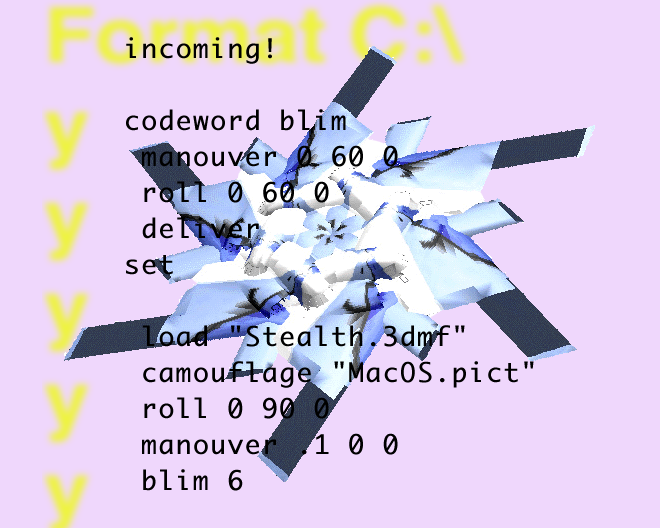 Format C:\
incoming!
y
codeword blim
manouver 0 60 0
roll 0 60 0
y
deliver
set
y
load "Stealth.3dmf"
camouflage "MacOS.pict"
y
roll 0 90 0
manouver .1 0 0
blim 6
y